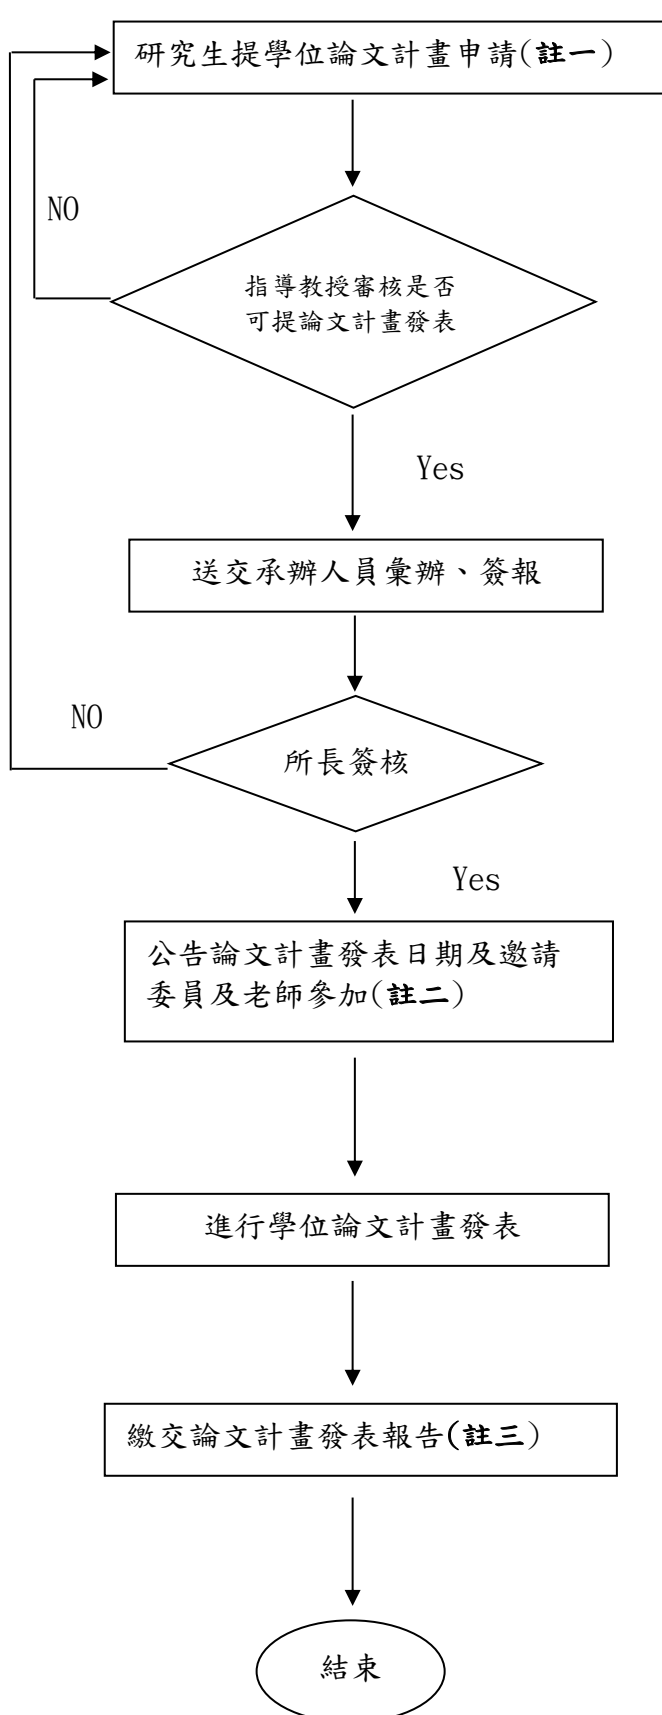 研究生提學位論文計畫申請(註一)
NO
指導教授審核是否
可提論文計畫發表
Yes
送交承辦人員彙辦、簽報
NO
所長簽核
Yes
公告論文計畫發表日期及邀請
委員及老師參加(註二)
進行學位論文計畫發表
繳交論文計畫發表報告(註三)
結束